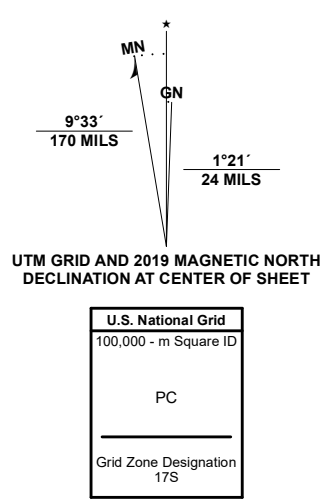 MN
GN
9°33´
170 MILS
1°21´
24 MILS
UTM GRID AND 2019 MAGNETIC NORTH
DECLINATION AT CENTER OF SHEET
U.S. National Grid
100,000 - m Square ID
PC
Grid Zone Designation
17S